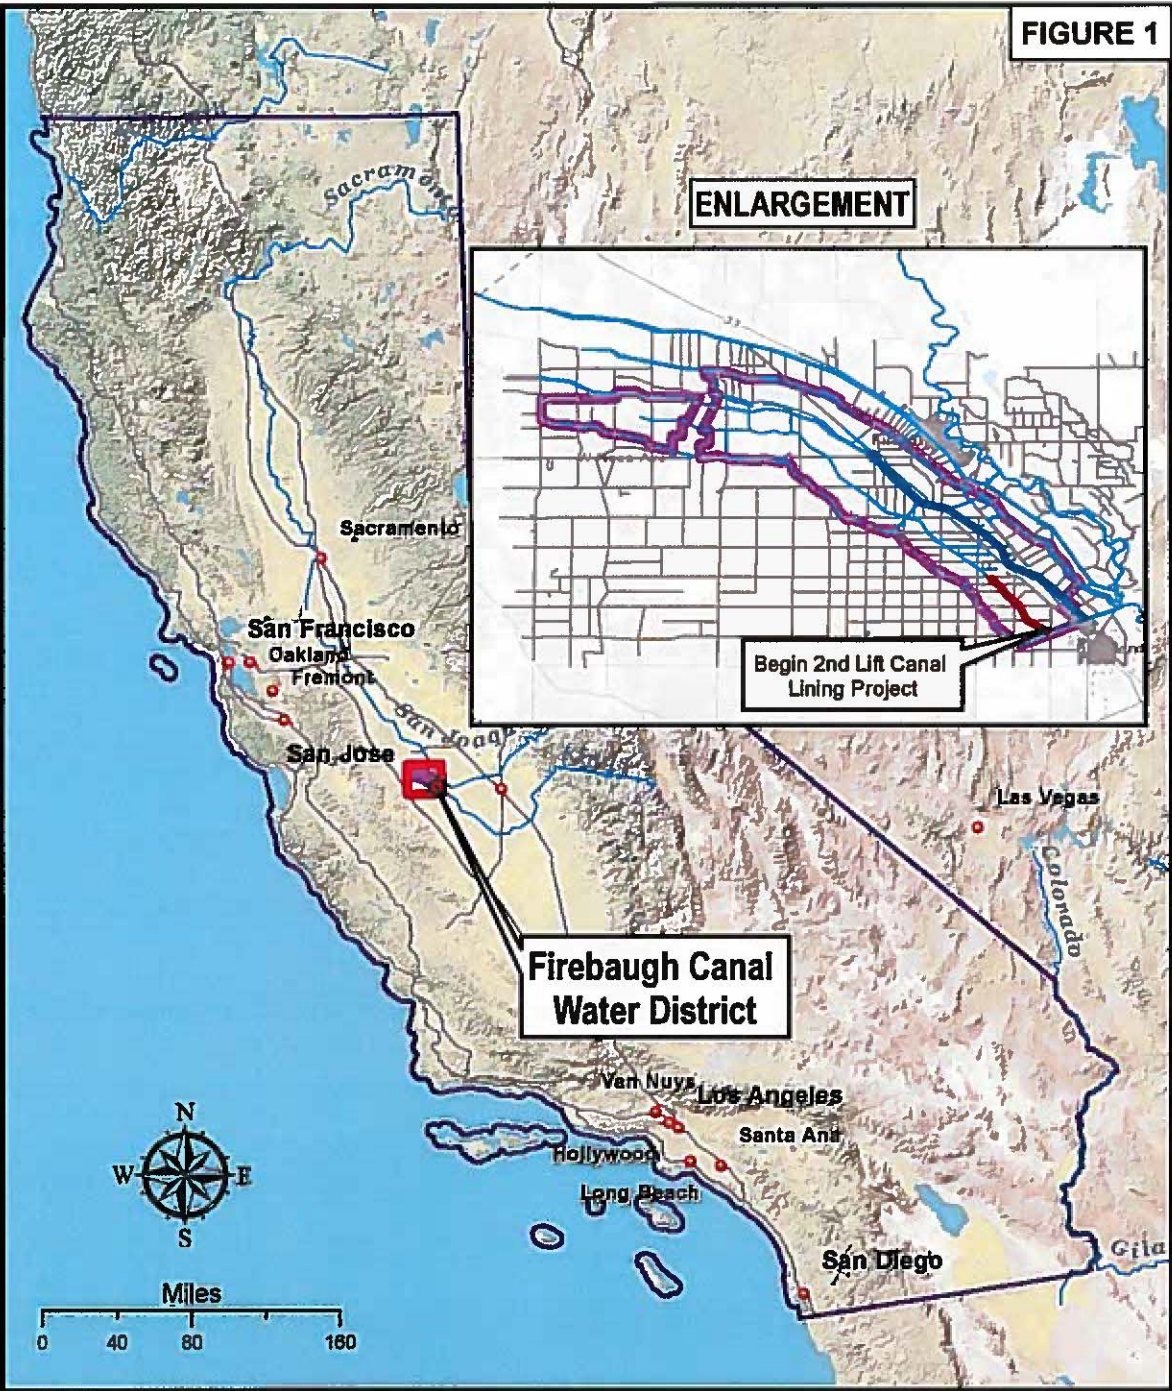 FIGURE 1
Sacramento
ENLARGEMENT
Begin 2nd Lift Canal
Lining Project
Sacramento
San Francisco
Oakland
Fremont
San Joaqu
San Jose
Las Vegas
Colorado
Firebaugh Canal
Water District
Van Nuys
Los Angeles
Santa Ana
Hollywood
Long Beach
San Diego
Gila
N
W E
S
Miles
0 40 80 160